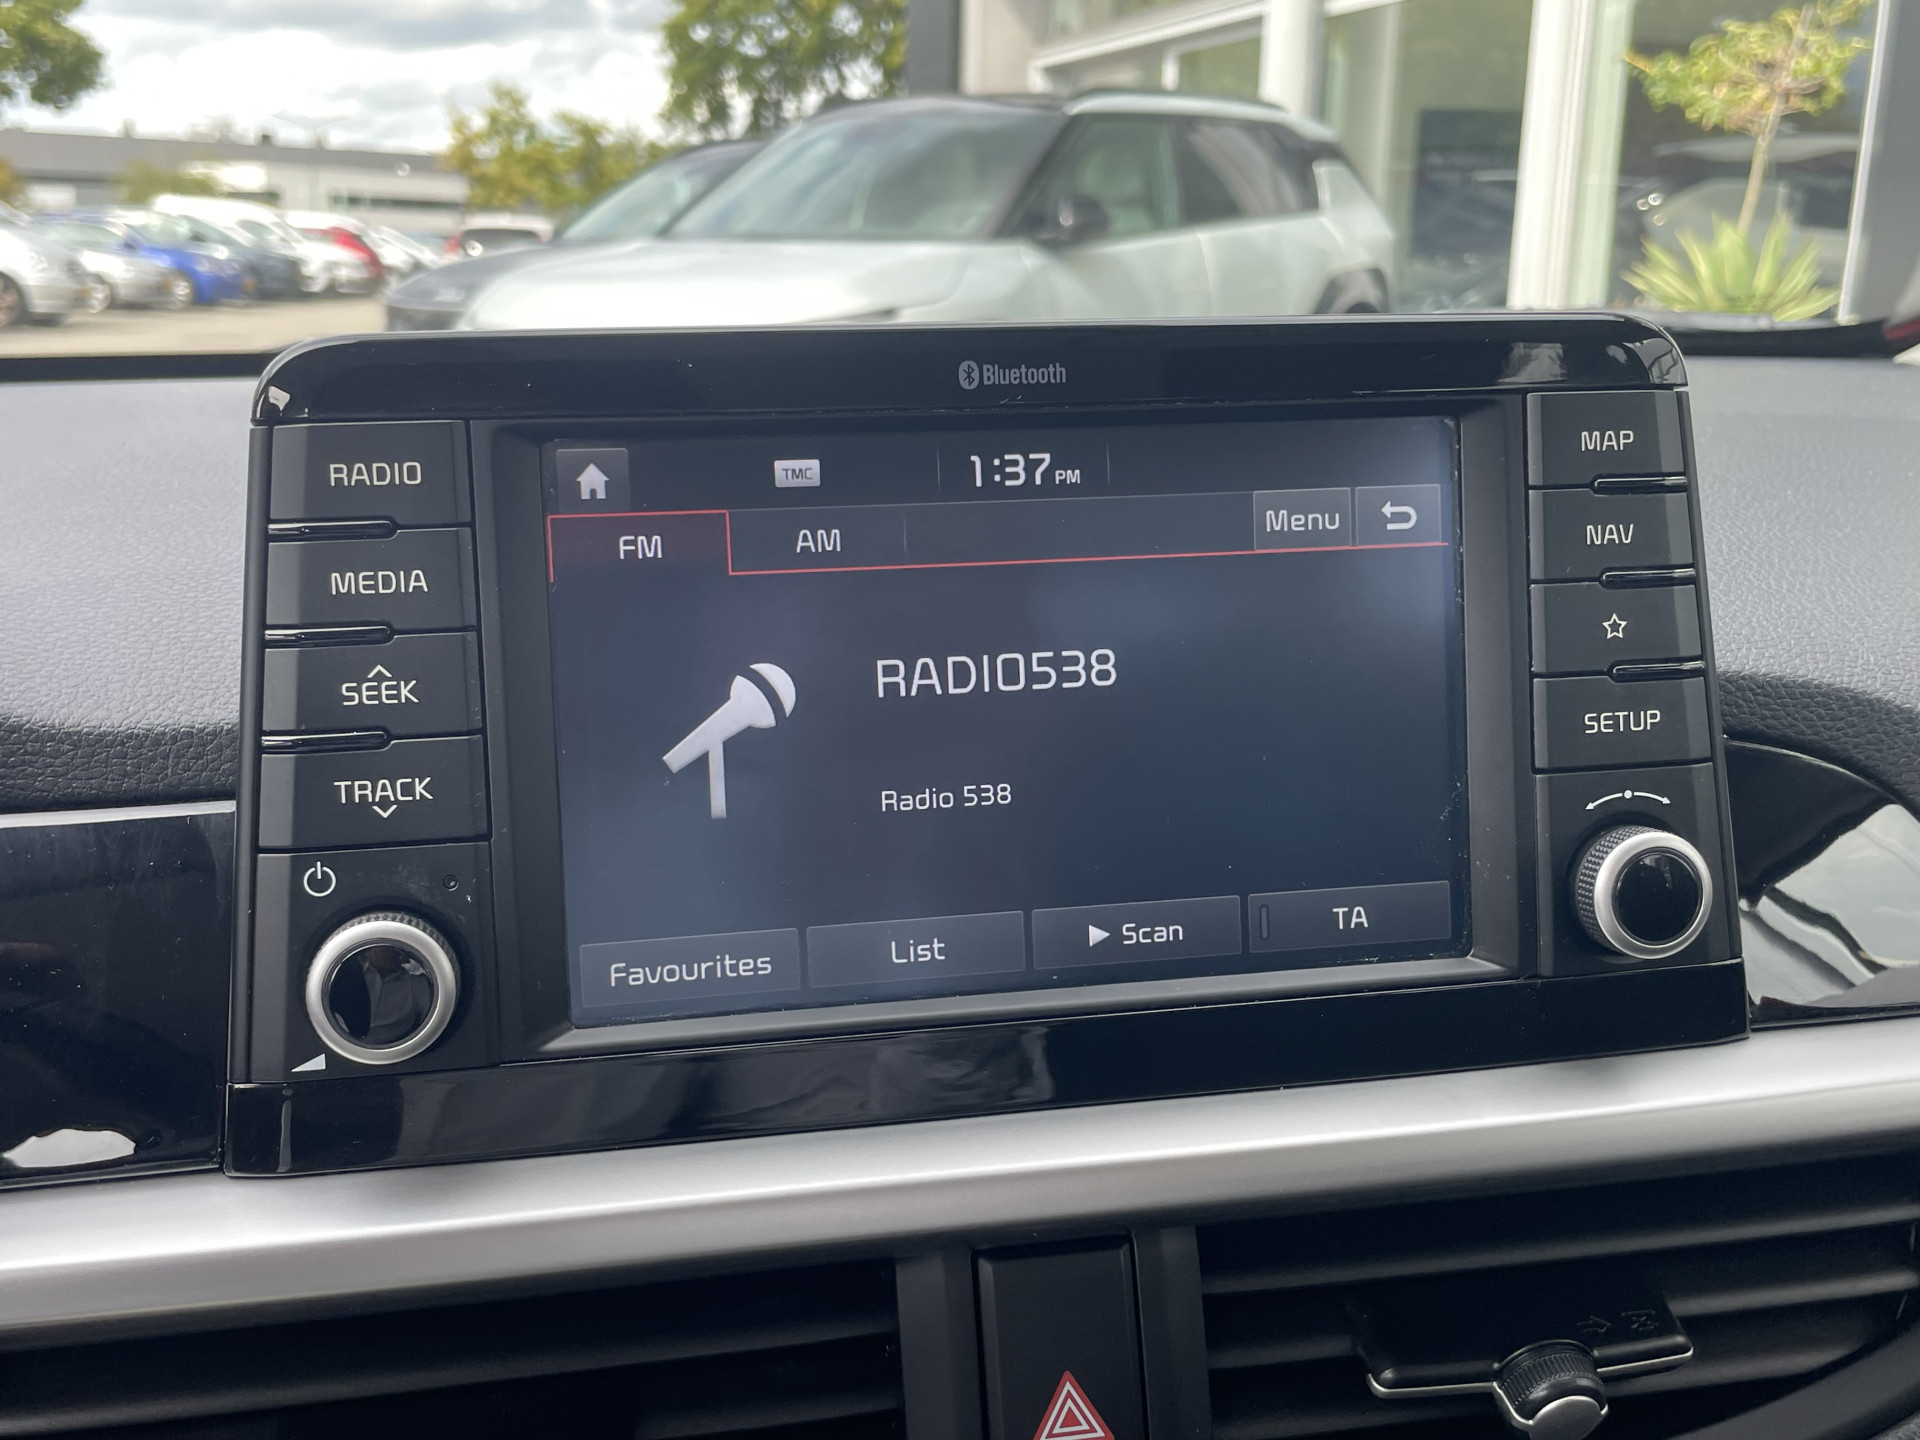 Bluetooth
RADIO
MEDIA
SEEK
TRACK
TMC
1:37 PM
FM
AM
Menu
RADIO538
Radio 538
Favourites
List
Scan
TA
MAP
NAV
SETUP